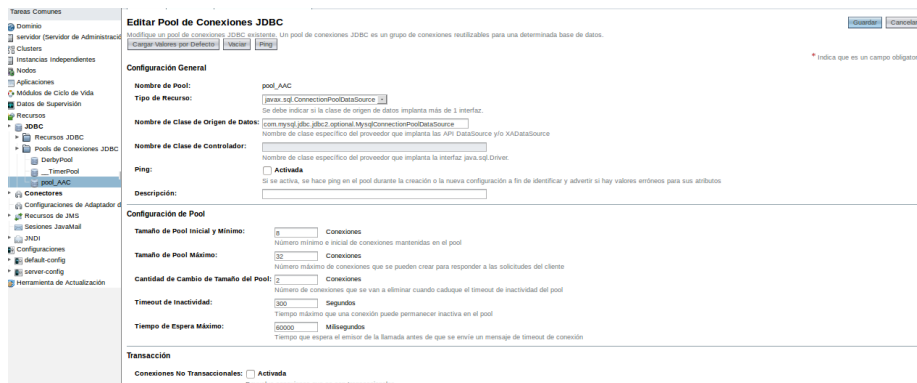 Tareas Comunes
Dominio
servidor (Servidor de Administració
Clusters
Instancias Independientes
Nodos
Aplicaciones
Módulos de Ciclo de Vida
Datos de Supervisión
Recursos
JDBC
Recursos JDBC
Pools de Conexiones JDBC
DerbyPool
__TimerPool
pool_AAC
Conectores
Configuraciones de Adaptador d
Recursos de JMS
Sesiones JavaMail
JNDI
Configuraciones
default-config
server-config
Herramienta de Actualización
Editar Pool de Conexiones JDBC
Guardar Cancelar
Modifique un pool de conexiones JDBC existente. Un pool de conexiones JDBC es un grupo de conexiones reutilizables para una determinada base de datos.
Cargar Valores por Defecto Vaciar Ping
* Indica que es un campo obligator
Configuración General
Nombre de Pool: pool_AAC
Tipo de Recurso: javax.sql.ConnectionPoolDataSource
Se debe indicar si la clase de origen de datos implanta más de 1 interfaz.
Nombre de Clase de Origen de Datos: com.mysql.jdbc.jdbc2.optional.MysqlConnectionPoolDataSource
Nombre de clase específico del proveedor que implanta las API DataSource y/o XADataSource
Nombre de Clase de Controlador:
Nombre de clase específico del proveedor que implanta la interfaz java.sql.Driver.
Ping: Activada
Si se activa, se hace ping en el pool durante la creación o la nueva configuración a fin de identificar y advertir si hay valores erróneos para sus atributos
Descripción:
Configuración de Pool
Tamaño de Pool Inicial y Mínimo: 8 Conexiones
Número mínimo e inicial de conexiones mantenidas en el pool
Tamaño de Pool Máximo: 32 Conexiones
Número máximo de conexiones que se pueden crear para responder a las solicitudes del cliente
Cantidad de Cambio de Tamaño del Pool: 2 Conexiones
Número de conexiones que se van a eliminar cuando caduque el timeout de inactividad del pool
Timeout de Inactividad: 300 Segundos
Tiempo máximo que una conexión puede permanecer inactiva en el pool
Tiempo de Espera Máximo: 60000 Milisegundos
Tiempo que espera el emisor de la llamada antes de que se envíe un mensaje de timeout de conexión
Transacción
Conexiones No Transaccionales: Activada